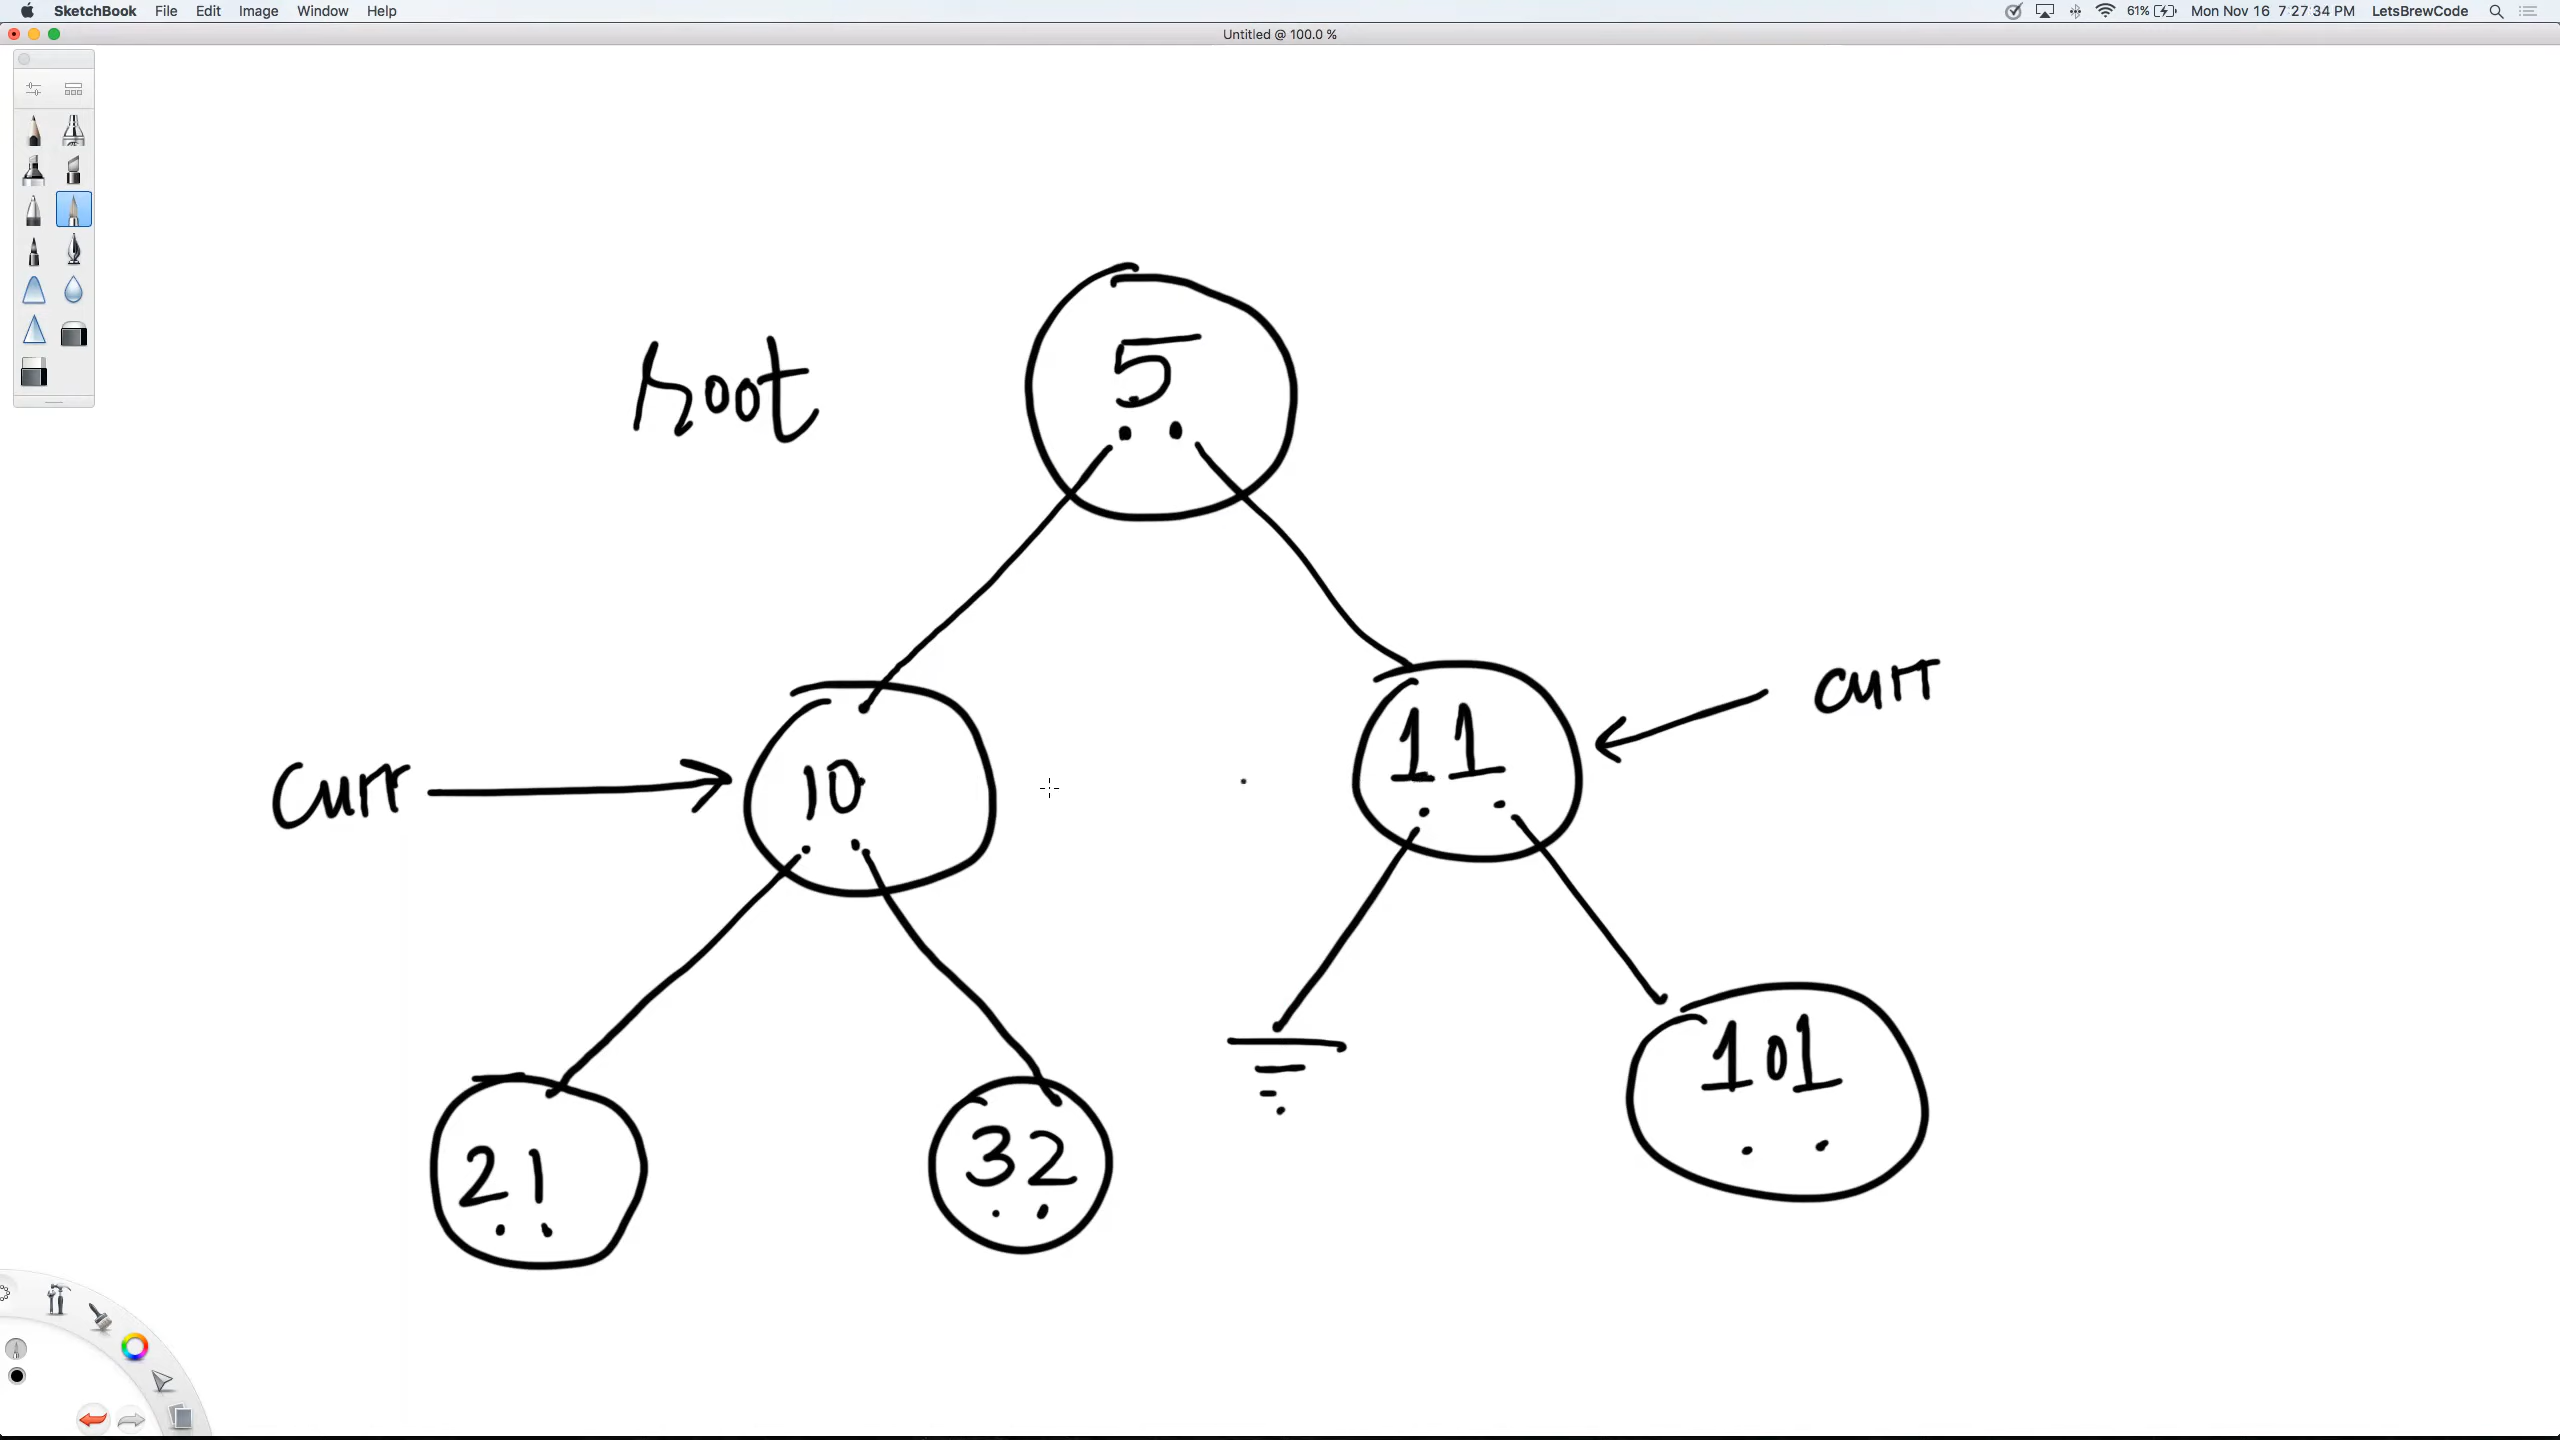 SketchBook File Edit Image Window Help 61% Mon Nov 16 7:27:34 PM LetsBrewCode
Untitled @ 100.0 %
root
5
curr
10
11
curr
21
32
101